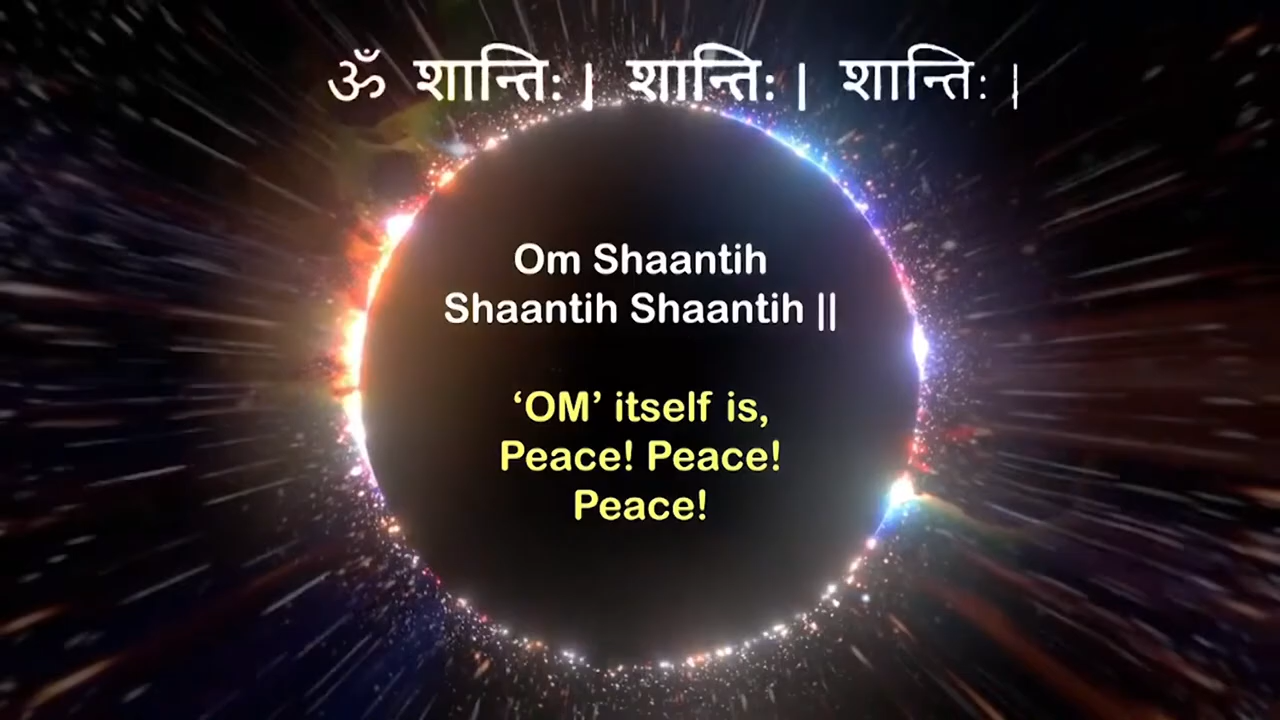 ॐ शान्तिः | शान्तिः | शान्तिः |
Om Shaantih
Shaantih Shaantih ||
‘OM’ itself is,
Peace! Peace!
Peace!